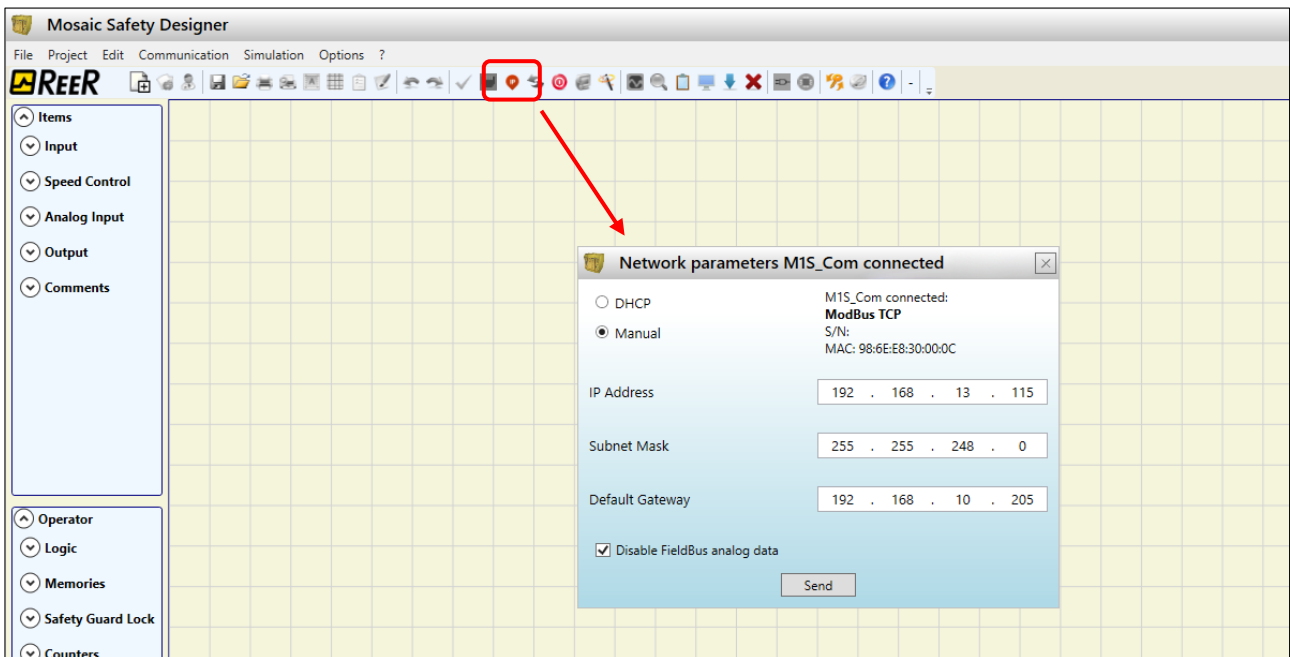 Mosaic Safety Designer
File Project Edit Communication Simulation Options ?
REER
Items
Input
Speed Control
Analog Input
Output
Comments
Operator
Logic
Memories
Safety Guard Lock
Counters
Network parameters M1S_Com connected
DHCP
Manual
M1S_Com connected:
ModBus TCP
S/N:
MAC: 98:6E:E8:30:00:0C
IP Address 192 . 168 . 13 . 115
Subnet Mask 255 . 255 . 248 . 0
Default Gateway 192 . 168 . 10 . 205
Disable FieldBus analog data
Send